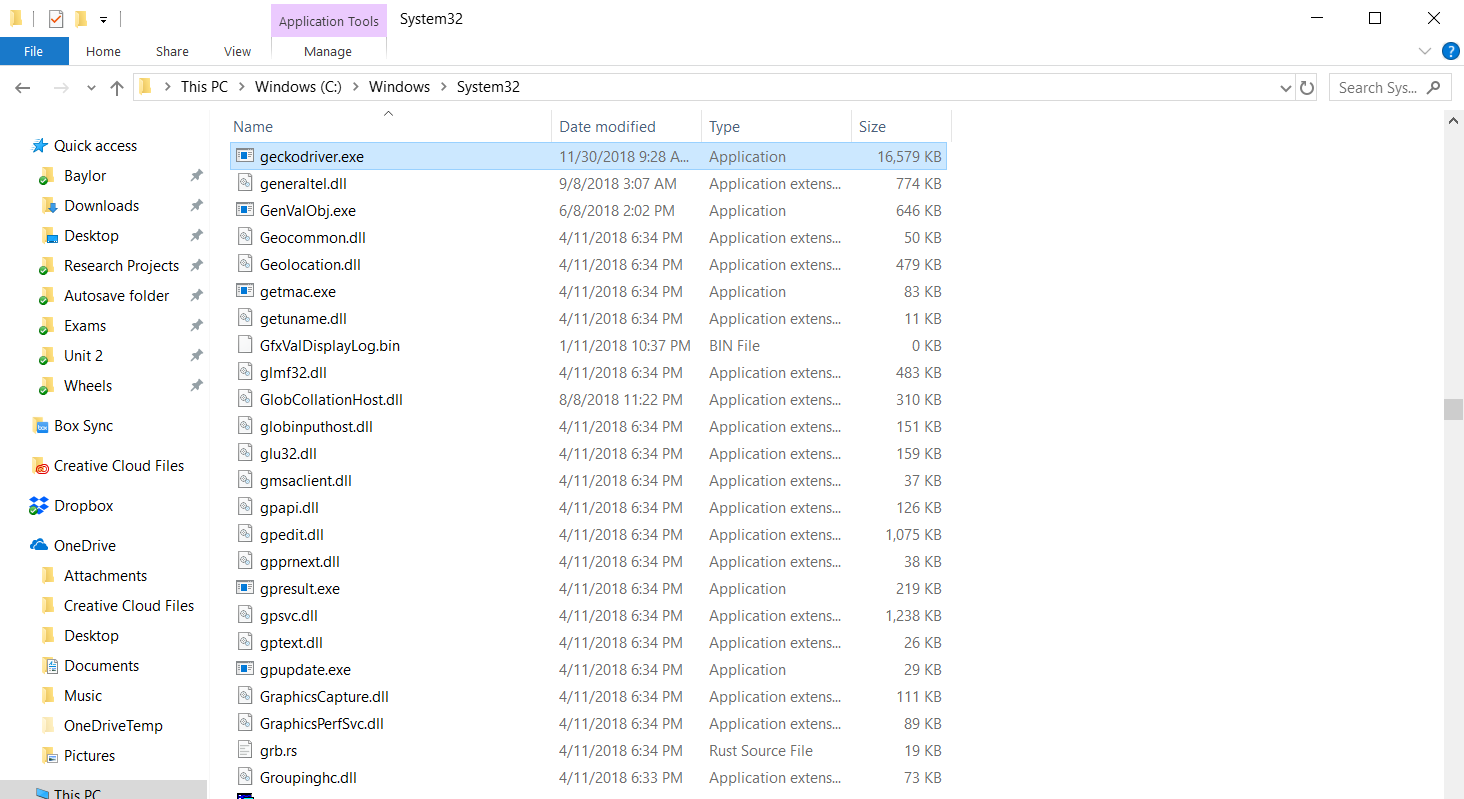 Application Tools System32
File Home Share View Manage
This PC Windows (C:) Windows System32 Search Sys...
Quick access
Baylor
Downloads
Desktop
Research Projects
Autosave folder
Exams
Unit 2
Wheels
Box Sync
Creative Cloud Files
Dropbox
OneDrive
Attachments
Creative Cloud Files
Desktop
Documents
Music
OneDriveTemp
Pictures
This PC
Name Date modified Type Size
geckodriver.exe 11/30/2018 9:28 A... Application 16,579 KB
generaltel.dll 9/8/2018 3:07 AM Application extens... 774 KB
GenValObj.exe 6/8/2018 2:02 PM Application 646 KB
Geocommon.dll 4/11/2018 6:34 PM Application extens... 50 KB
Geolocation.dll 4/11/2018 6:34 PM Application extens... 479 KB
getmac.exe 4/11/2018 6:34 PM Application 83 KB
getuname.dll 4/11/2018 6:34 PM Application extens... 11 KB
GfxValDisplayLog.bin 1/11/2018 10:37 PM BIN File 0 KB
glmf32.dll 4/11/2018 6:34 PM Application extens... 483 KB
GlobCollationHost.dll 8/8/2018 11:22 PM Application extens... 310 KB
globinputhost.dll 4/11/2018 6:34 PM Application extens... 151 KB
glu32.dll 4/11/2018 6:34 PM Application extens... 159 KB
gmsaclient.dll 4/11/2018 6:34 PM Application extens... 37 KB
gpapi.dll 4/11/2018 6:34 PM Application extens... 126 KB
gpedit.dll 4/11/2018 6:34 PM Application extens... 1,075 KB
gpprnext.dll 4/11/2018 6:34 PM Application extens... 38 KB
gpresult.exe 4/11/2018 6:34 PM Application 219 KB
gpsvc.dll 4/11/2018 6:34 PM Application extens... 1,238 KB
gptext.dll 4/11/2018 6:34 PM Application extens... 26 KB
gpupdate.exe 4/11/2018 6:34 PM Application 29 KB
GraphicsCapture.dll 4/11/2018 6:34 PM Application extens... 111 KB
GraphicsPerfSvc.dll 4/11/2018 6:34 PM Application extens... 89 KB
grb.rs 4/11/2018 6:34 PM Rust Source File 19 KB
Groupinghc.dll 4/11/2018 6:33 PM Application extens... 73 KB